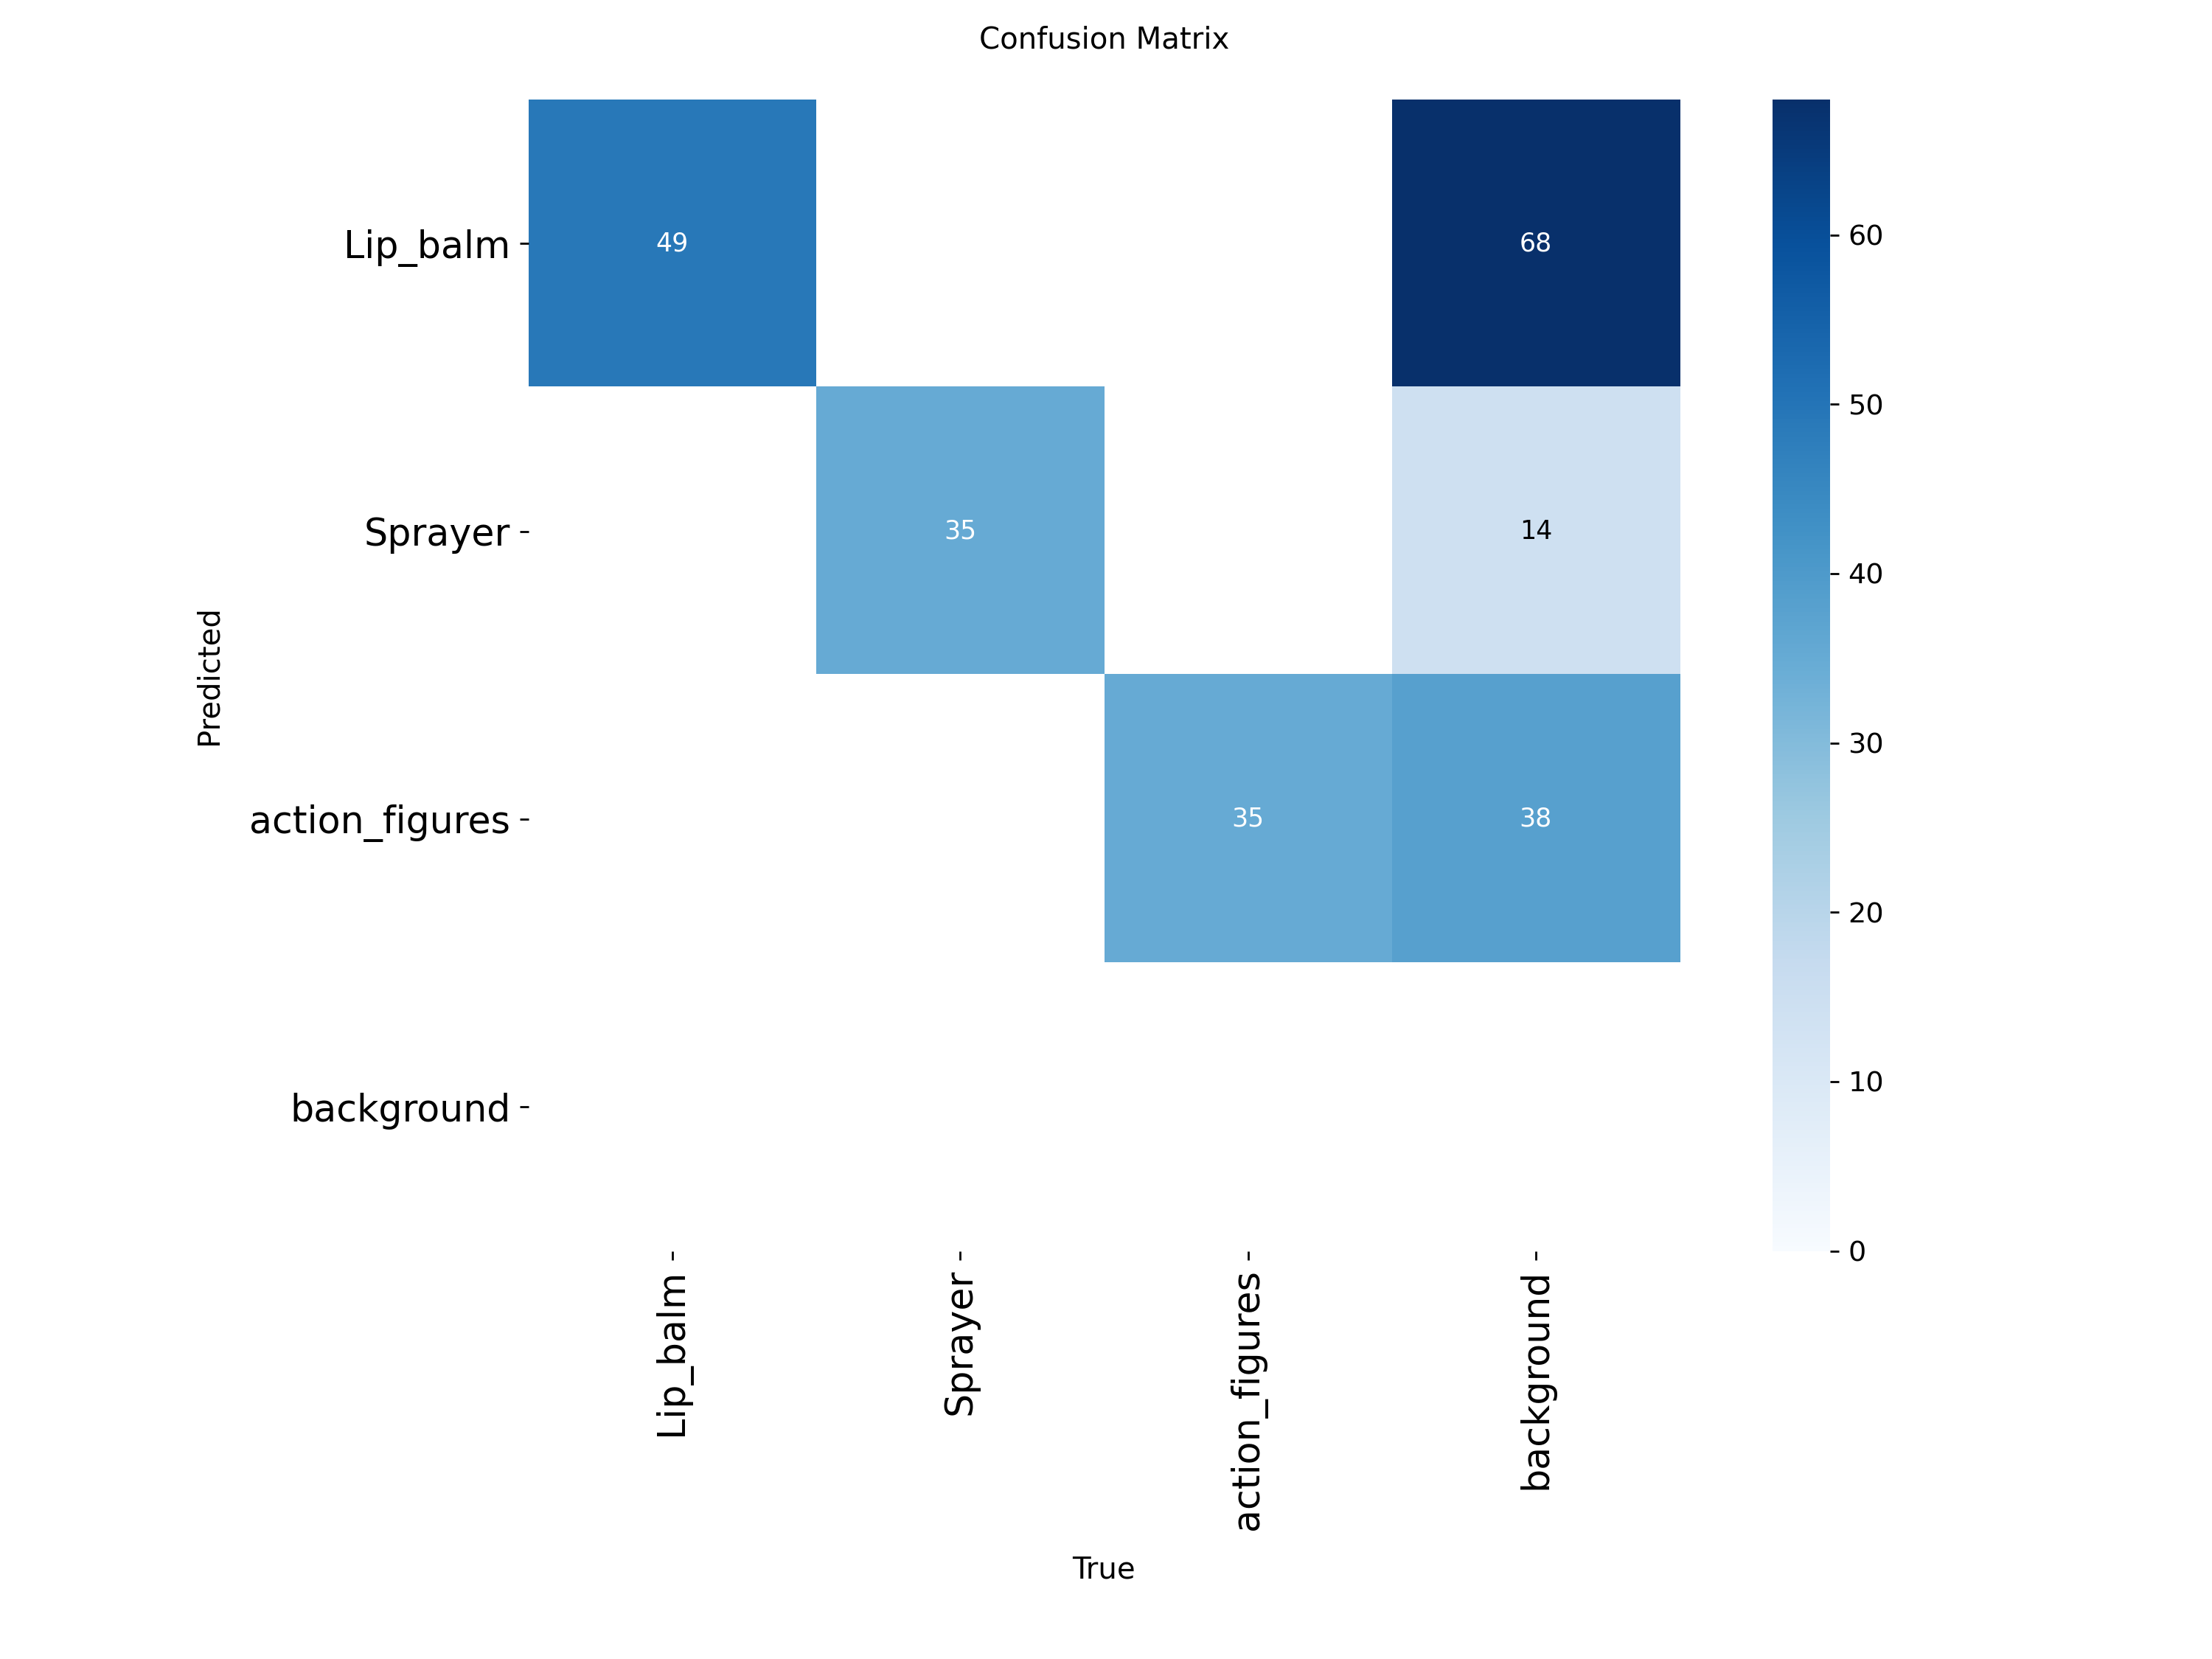 Confusion Matrix
Lip_balm
49
68
60
50
Sprayer
35
14
40
Predicted
30
action_figures
35
38
20
background
10
0
Lip_balm
Sprayer
action_figures
background
True